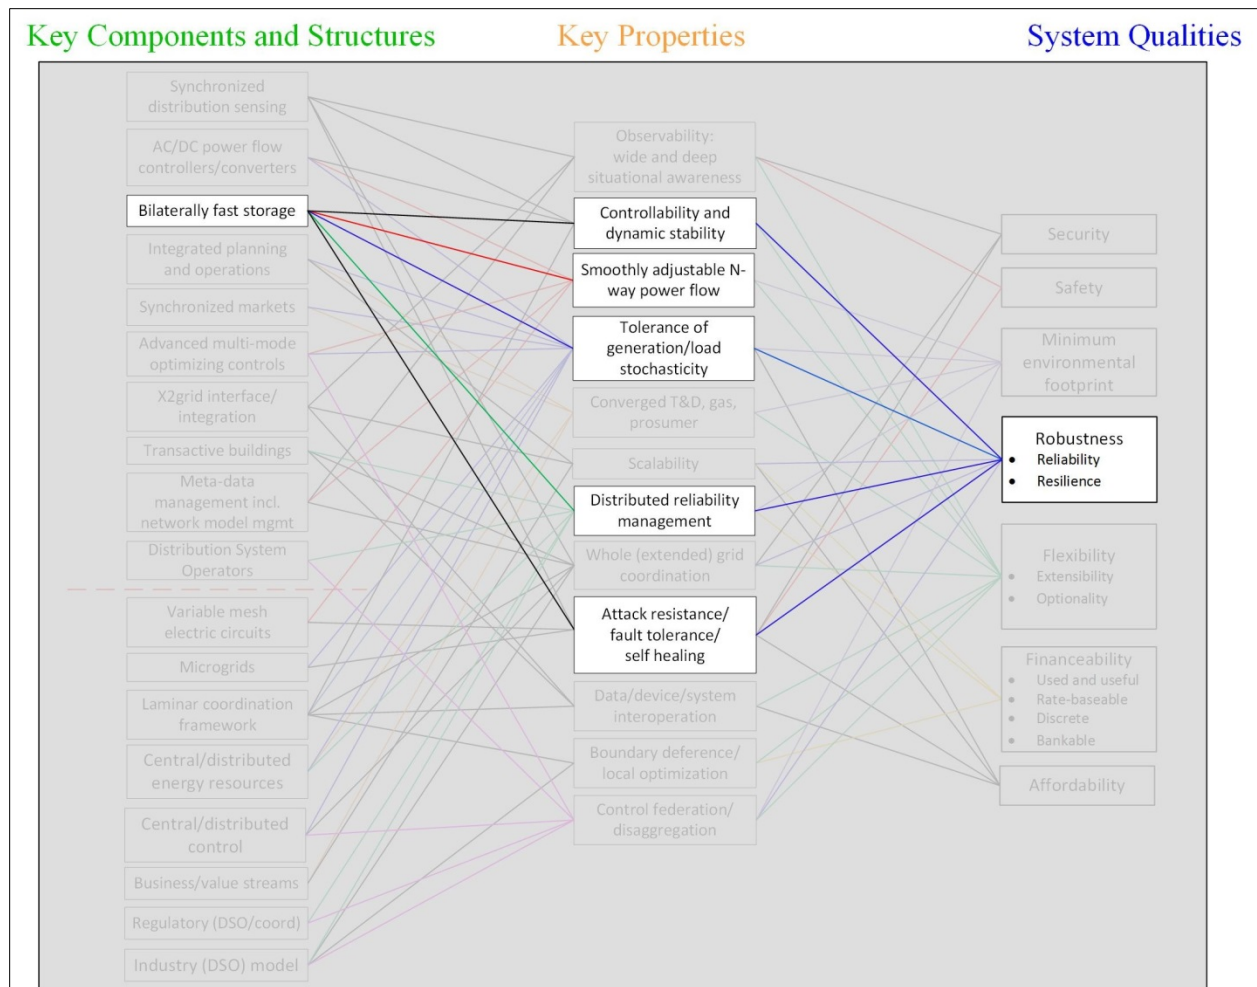 Key Components and Structures
Key Properties
System Qualities
Synchronized
distribution sensing
AC/DC power flow
controllers/converters
Bilaterally fast storage
Integrated planning
and operations
Synchronized markets
Advanced multi-mode
optimizing controls
X2grid interface/
integration
Transactive buildings
Meta-data
management incl.
network model mgmt
Distribution System
Operators
Variable mesh
electric circuits
Microgrids
Laminar coordination
framework
Central/distributed
energy resources
Central/distributed
control
Business/value streams
Regulatory (DSO/coord)
Industry (DSO) model
Observability:
wide and deep
situational awareness
Controllability and
dynamic stability
Smoothly adjustable N-
way power flow
Tolerance of
generation/load
stochasticity
Converged T&D, gas,
prosumer
Scalability
Distributed reliability
management
Whole (extended) grid
coordination
Attack resistance/
fault tolerance/
self healing
Data/device/system
interoperation
Boundary deference/
local optimization
Control federation/
disaggregation
Security
Safety
Minimum
environmental
footprint
Robustness
• Reliability
• Resilience
Flexibility
• Extensibility
• Optionality
Financeability
• Used and useful
• Rate-baseable
• Discrete
• Bankable
Affordability